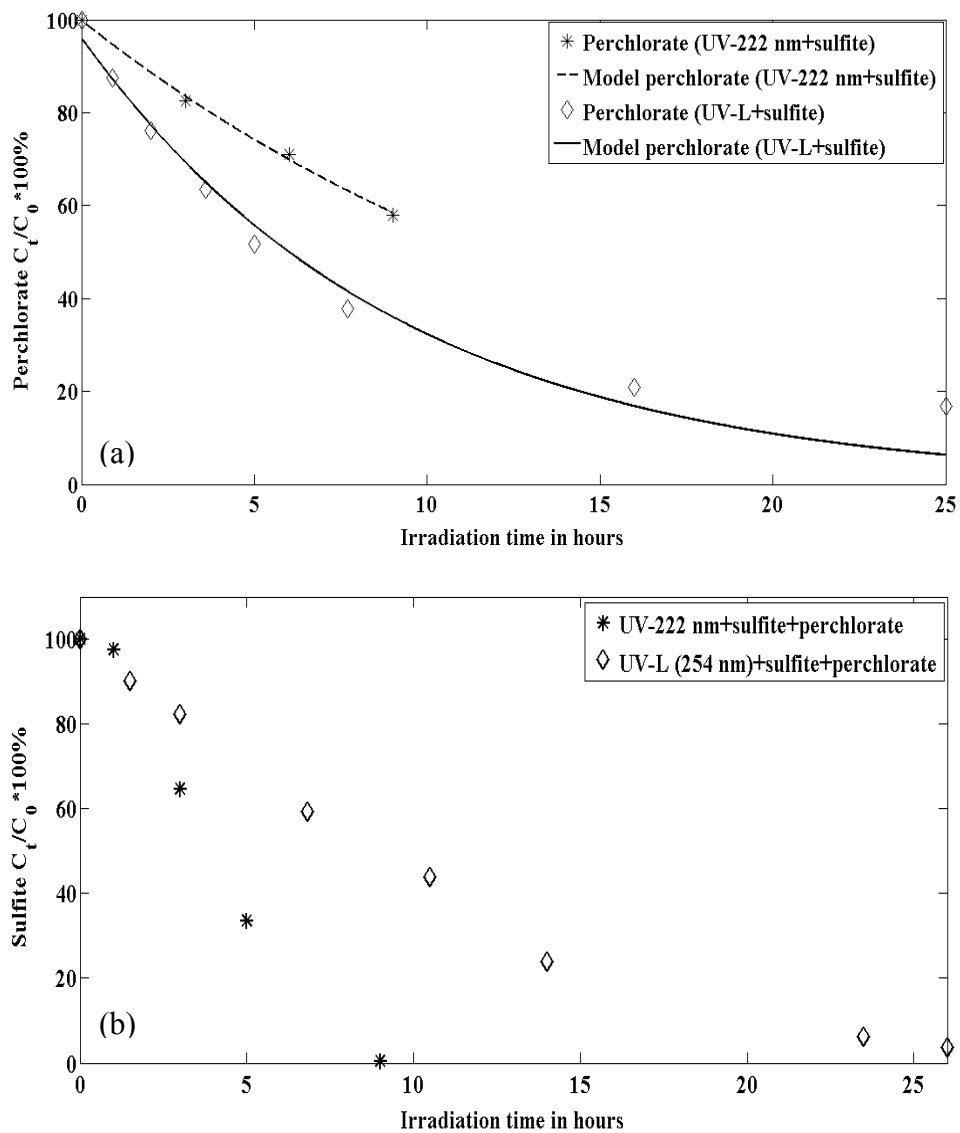 100
80
60
40
20
0
Perchlorate C_t/C_0 *100%
* Perchlorate (UV-222 nm+sulfite)
Model perchlorate (UV-222 nm+sulfite)
◇ Perchlorate (UV-L+sulfite)
Model perchlorate (UV-L+sulfite)
(a)
0 5 10 15 20 25
Irradiation time in hours
100
80
60
40
20
0
Sulfite C_t/C_0 *100%
* UV-222 nm+sulfite+perchlorate
◇ UV-L (254 nm)+sulfite+perchlorate
(b)
0 5 10 15 20 25
Irradiation time in hours